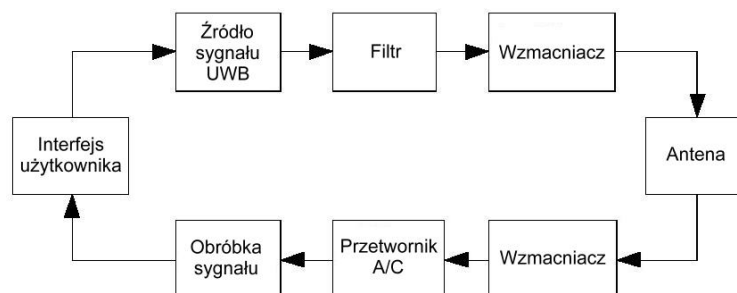 Źródło
sygnału
UWB
Filtr
Wzmacniacz
Interfejs
użytkownika
Antena
Obróbka
sygnału
Przetwornik
A/C
Wzmacniacz